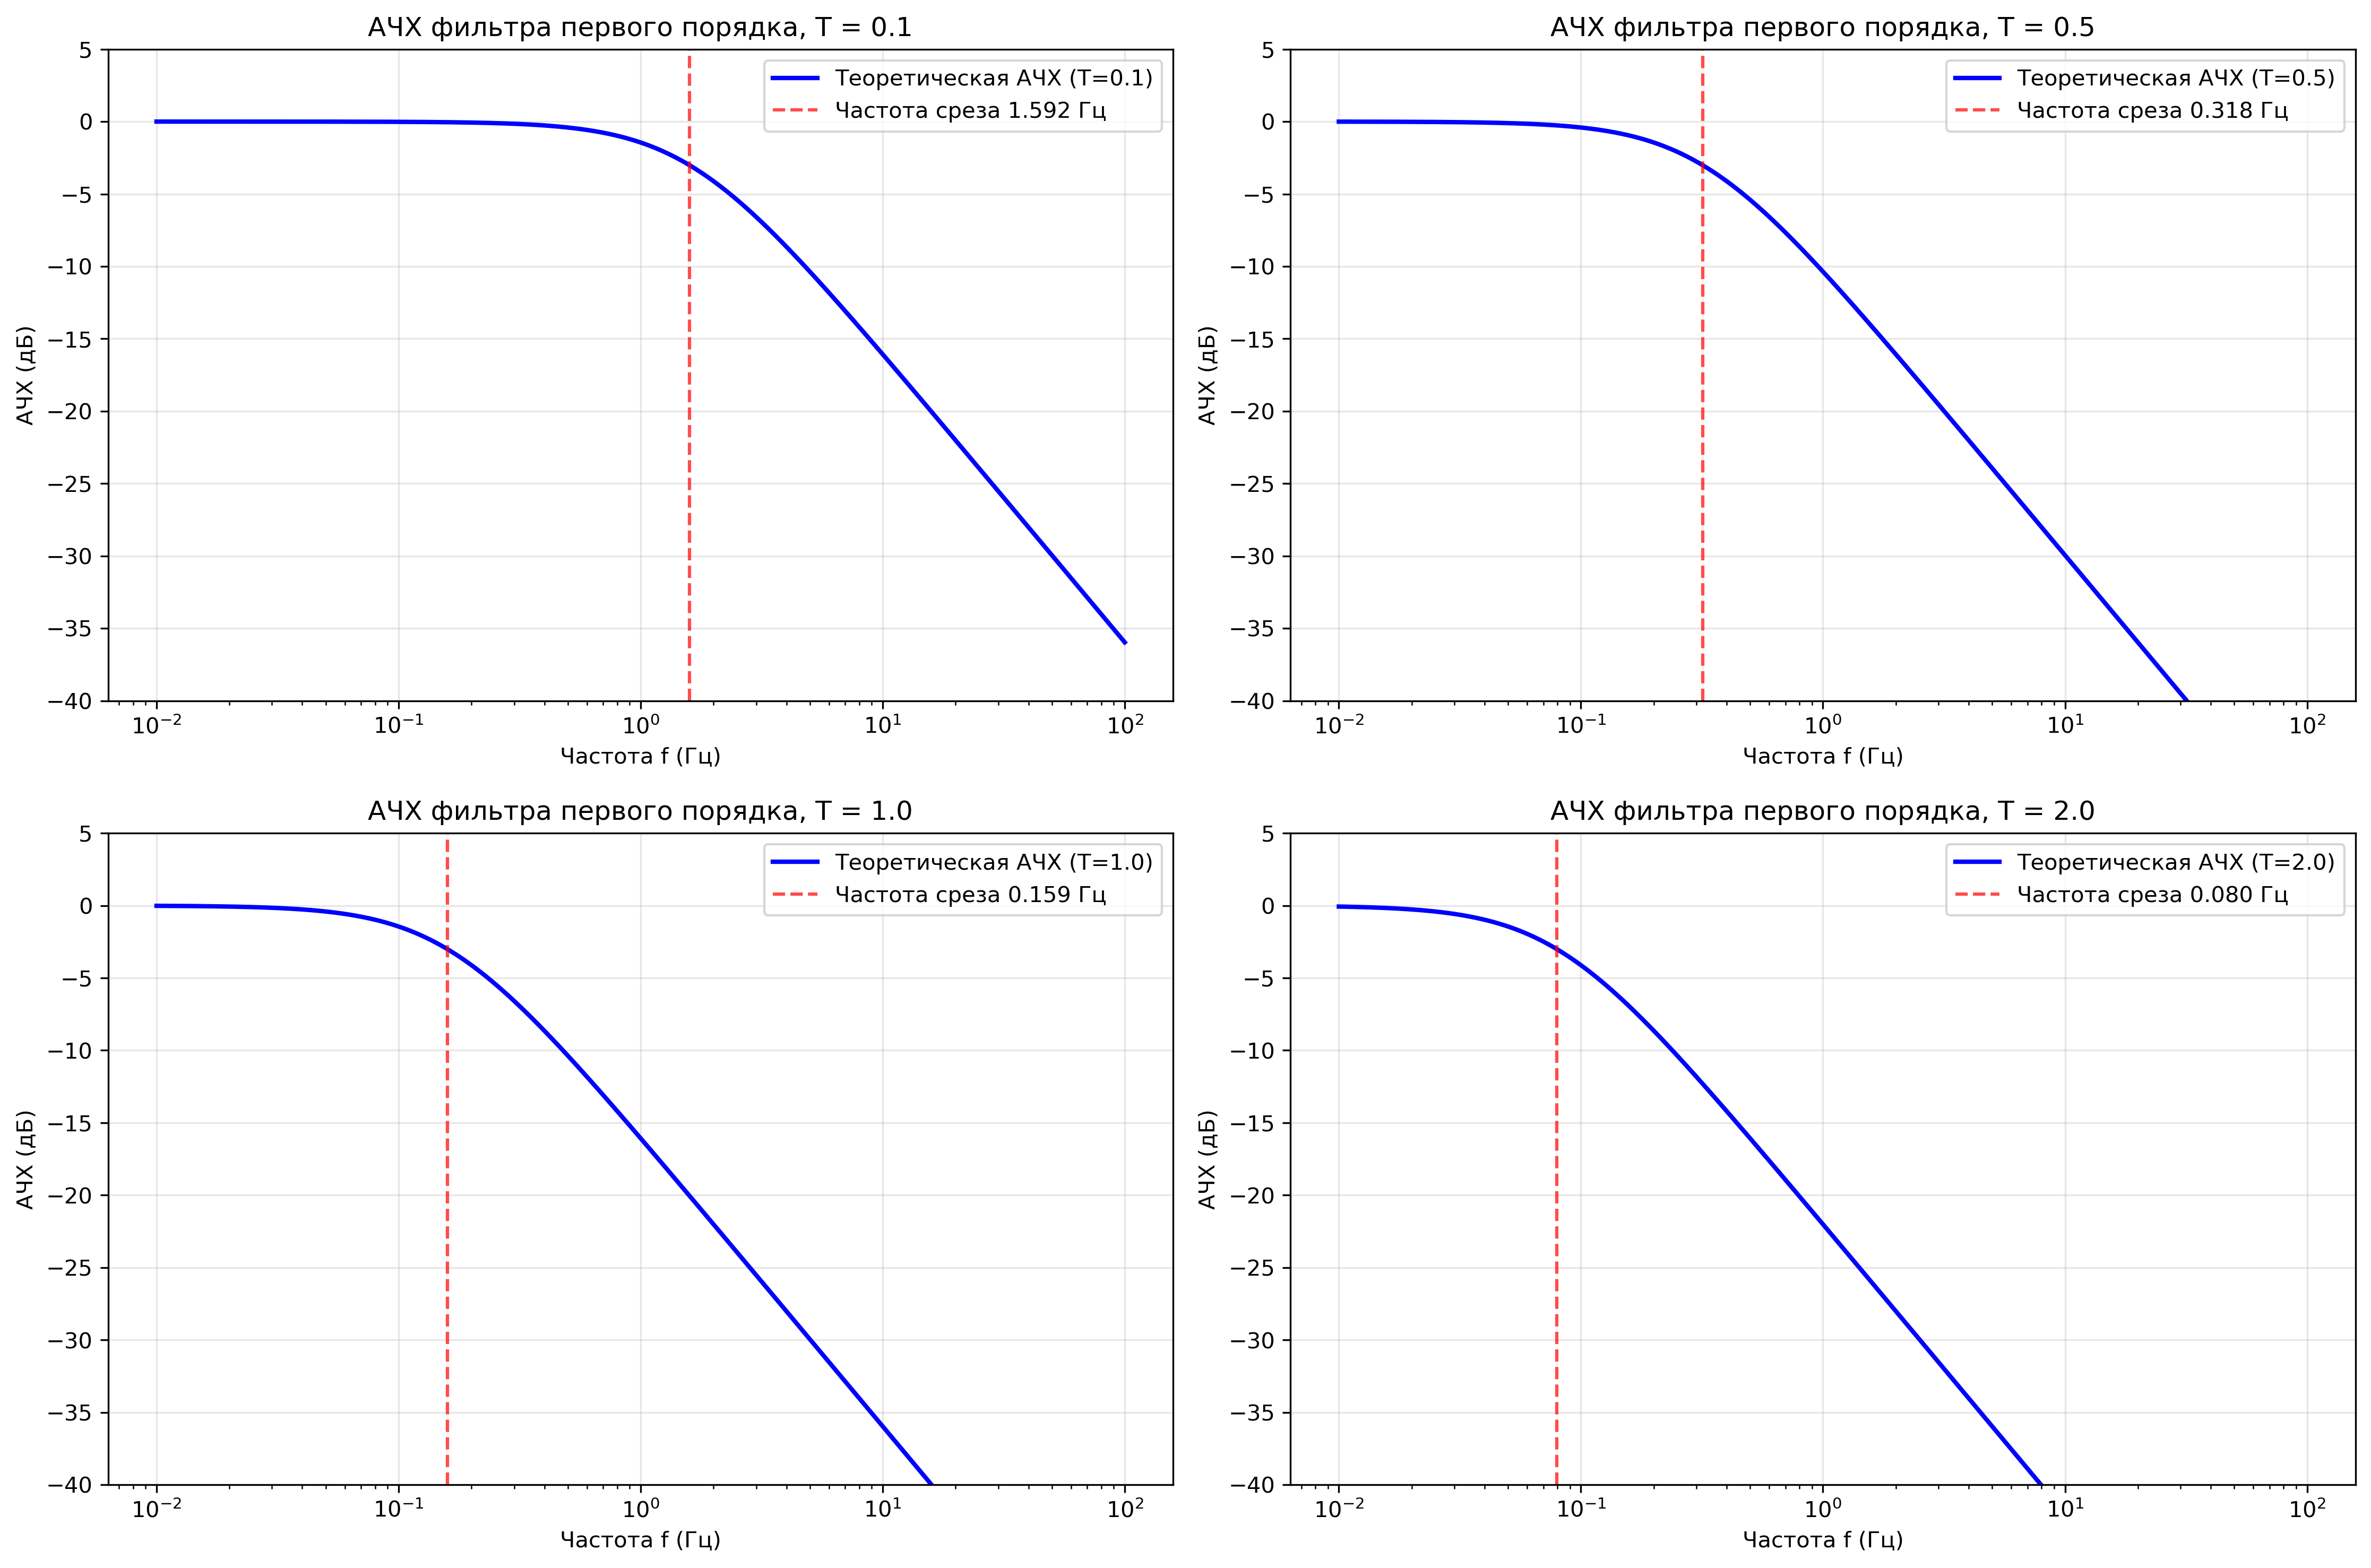 АЧХ фильтра первого порядка, T = 0.1
Теоретическая АЧХ (T=0.1)
Частота среза 1.592 Гц
5
0
−5
−10
−15
−20
−25
−30
−35
−40
АЧХ (дБ)
10⁻² 10⁻¹ 10⁰ 10¹ 10²
Частота f (Гц)
АЧХ фильтра первого порядка, T = 0.5
Теоретическая АЧХ (T=0.5)
Частота среза 0.318 Гц
5
0
−5
−10
−15
−20
−25
−30
−35
−40
АЧХ (дБ)
10⁻² 10⁻¹ 10⁰ 10¹ 10²
Частота f (Гц)
АЧХ фильтра первого порядка, T = 1.0
Теоретическая АЧХ (T=1.0)
Частота среза 0.159 Гц
5
0
−5
−10
−15
−20
−25
−30
−35
−40
АЧХ (дБ)
10⁻² 10⁻¹ 10⁰ 10¹ 10²
Частота f (Гц)
АЧХ фильтра первого порядка, T = 2.0
Теоретическая АЧХ (T=2.0)
Частота среза 0.080 Гц
5
0
−5
−10
−15
−20
−25
−30
−35
−40
АЧХ (дБ)
10⁻² 10⁻¹ 10⁰ 10¹ 10²
Частота f (Гц)